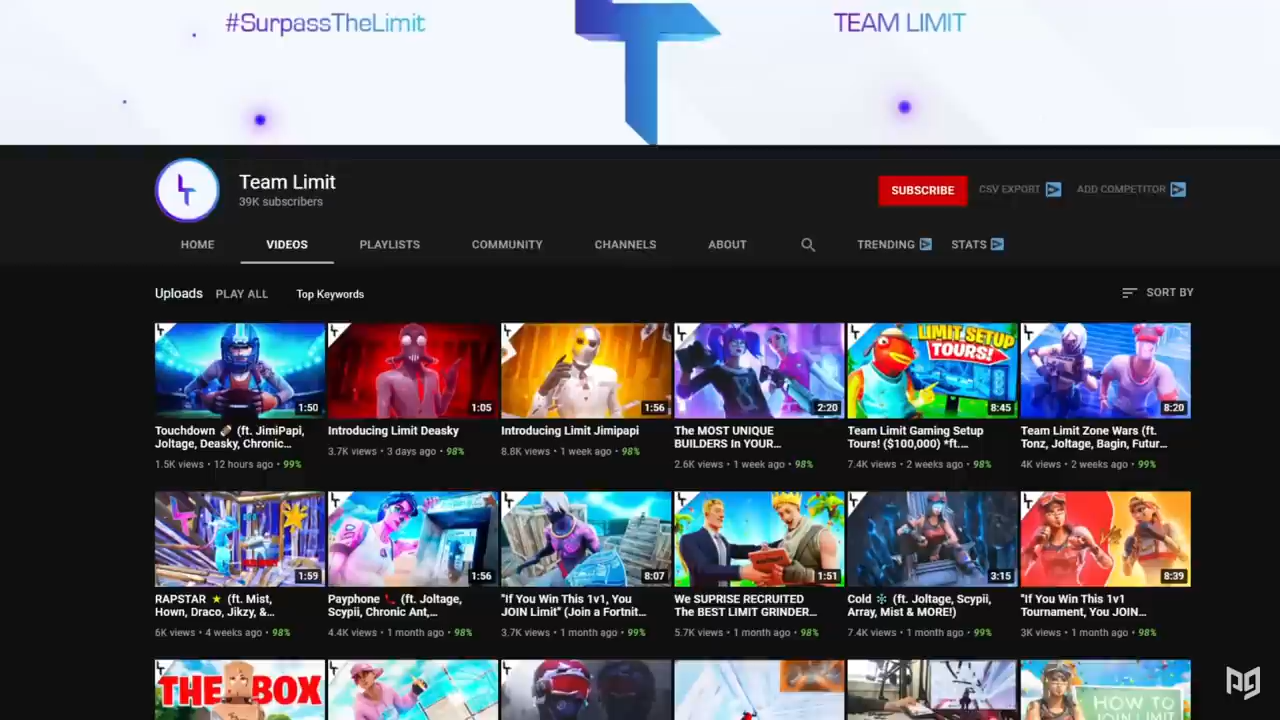 #SurpassTheLimit
TEAM LIMIT
Team Limit
39K subscribers
SUBSCRIBE
CSV EXPORT
ADD COMPETITOR
HOME
VIDEOS
PLAYLISTS
COMMUNITY
CHANNELS
ABOUT
TRENDING
STATS
Uploads
PLAY ALL
Top Keywords
SORT BY
1:50
1:05
1:56
2:20
LIMIT SETUP
TOURS!
8:45
8:20
Touchdown 🏈 (ft. JimiPapi,
Joltage, Deasky, Chronic...
1.5K views • 12 hours ago • 99%
Introducing Limit Deasky
3.7K views • 3 days ago • 98%
Introducing Limit Jimipapi
8.8K views • 1 week ago • 98%
The MOST UNIQUE
BUILDERS In YOUR...
2.6K views • 1 week ago • 98%
Team Limit Gaming Setup
Tours! ($100,000) *ft....
7.4K views • 2 weeks ago • 98%
Team Limit Zone Wars (ft.
Tonz, Joltage, Bagin, Futur...
4K views • 2 weeks ago • 99%
1:59
1:56
8:07
1:51
3:15
8:39
RAPSTAR ★ (ft. Mist,
Hown, Draco, Jikzy, &...
6K views • 4 weeks ago • 98%
Payphone 📞 (ft. Joltage,
Scypii, Chronic Ant,...
4.4K views • 1 month ago • 98%
"If You Win This 1v1, You
JOIN Limit" (Join a Fortnit...
3.7K views • 1 month ago • 99%
We SUPRISE RECRUITED
The BEST LIMIT GRINDER...
5.7K views • 1 month ago • 98%
Cold ❄ (ft. Joltage, Scypii,
Array, Mist & MORE!)
7.4K views • 1 month ago • 99%
"If You Win This 1v1
Tournament, You JOIN...
3K views • 1 month ago • 98%
THE BOX
HOW TO
JOIN LIMIT